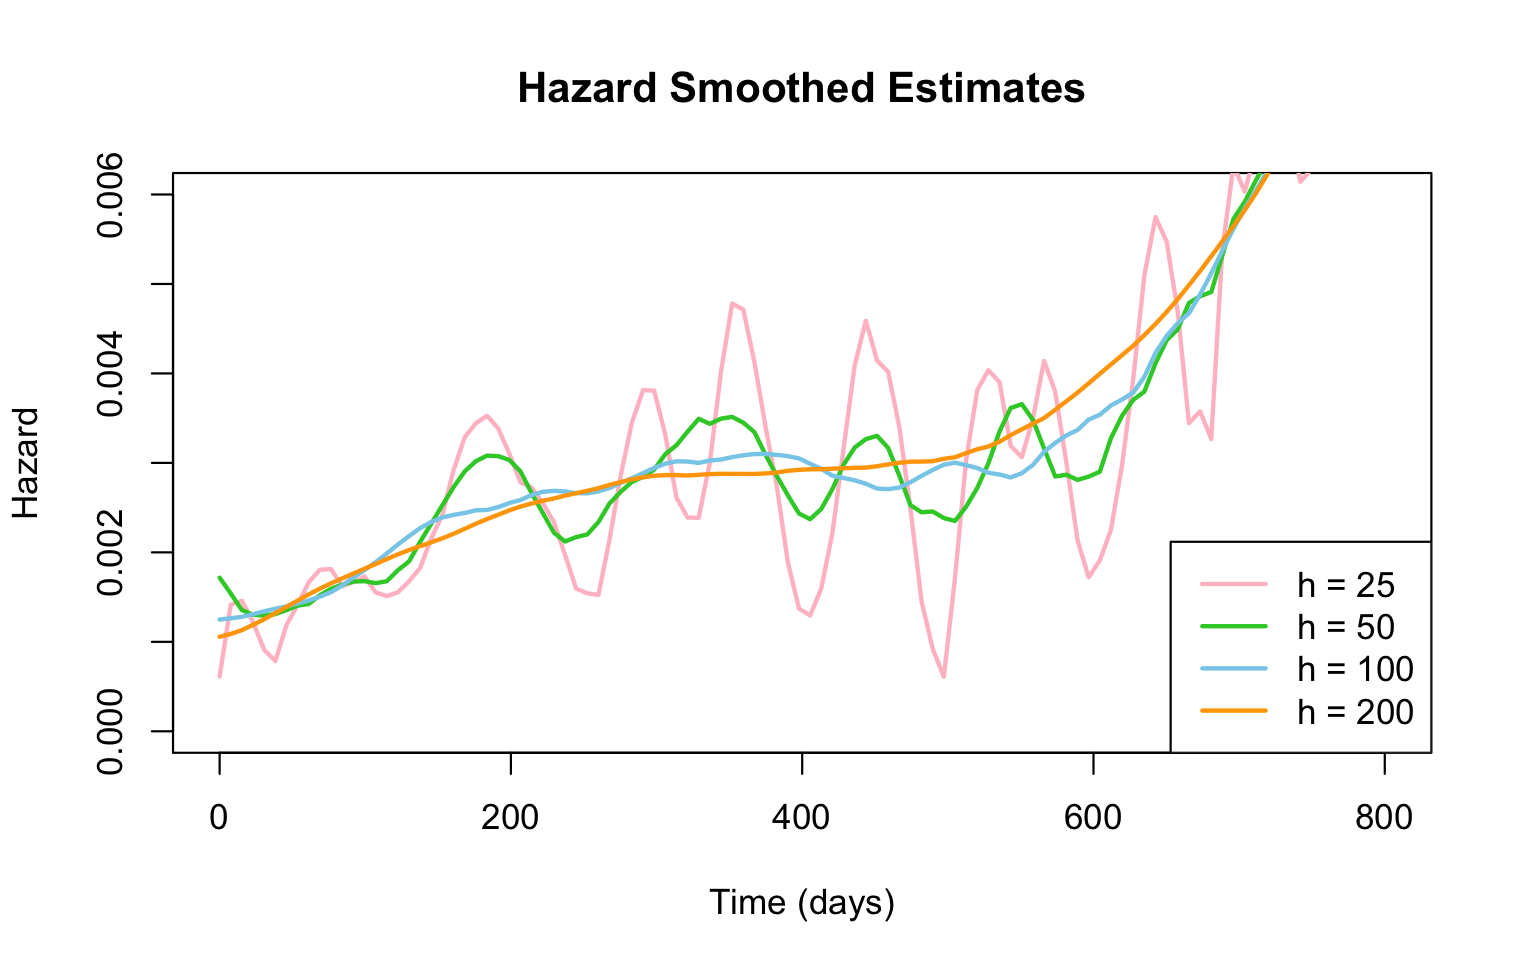 Hazard Smoothed Estimates
Hazard
0.006
0.004
0.002
0.000
h = 25
h = 50
h = 100
h = 200
0 200 400 600 800
Time (days)